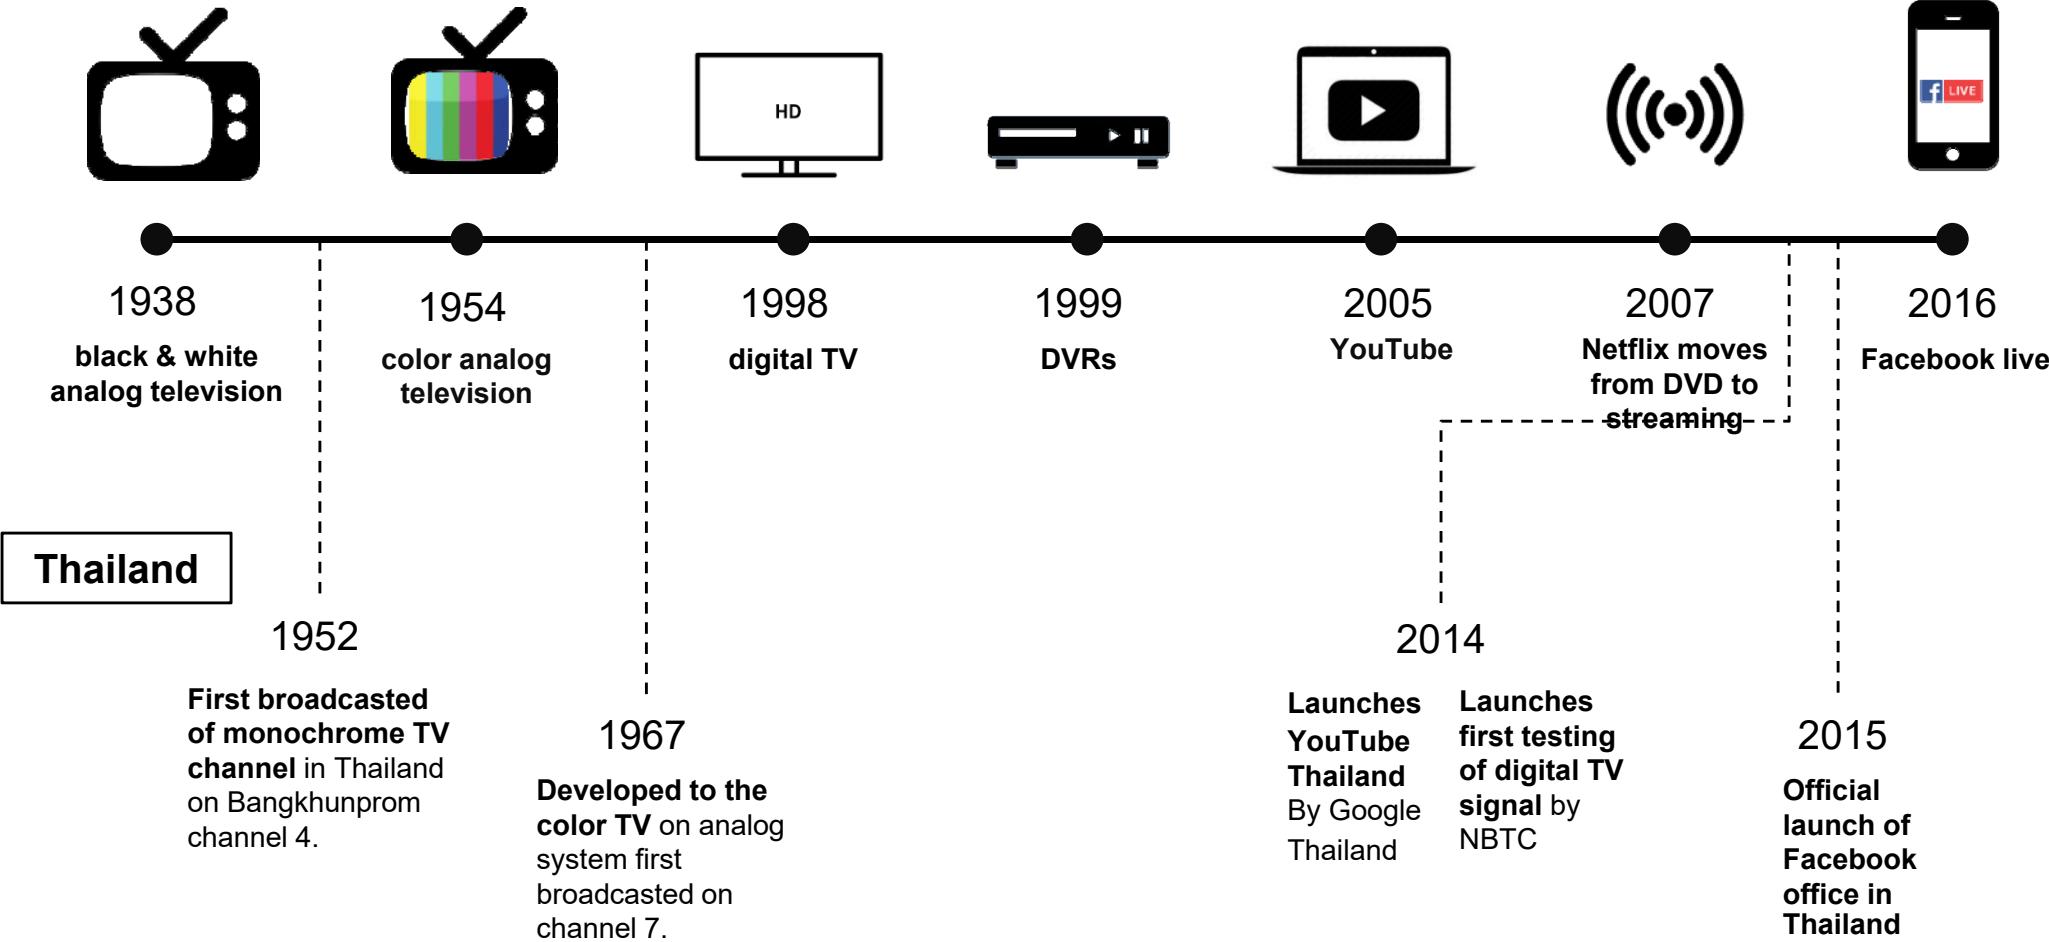 HD
f LIVE
1938
black & white
analog television
1954
color analog
television
1998
digital TV
1999
DVRs
2005
YouTube
2007
Netflix moves
from DVD to
streaming
2016
Facebook live
Thailand
1952
First broadcasted
of monochrome TV
channel in Thailand
on Bangkhunprom
channel 4.
1967
Developed to the
color TV on analog
system first
broadcasted on
channel 7.
2014
Launches
YouTube
Thailand
By Google
Thailand
Launches
first testing
of digital TV
signal by
NBTC
2015
Official
launch of
Facebook
office in
Thailand